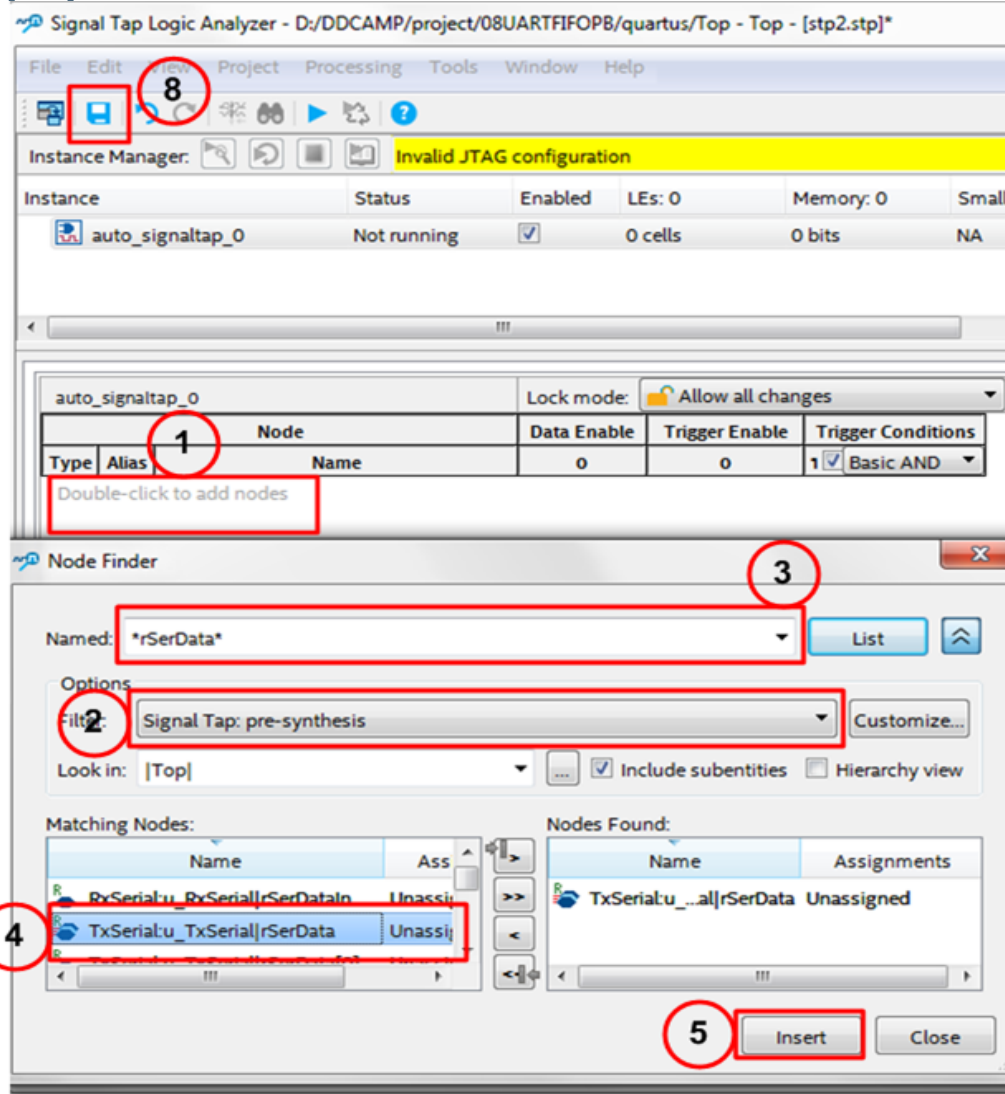 Signal Tap Logic Analyzer - D:/DDCAMP/project/08UARTFIFOPB/quartus/Top - Top - [stp2.stp]*
File Edit View Project Processing Tools Window Help
8
Instance Manager: Invalid JTAG configuration
Instance Status Enabled LEs: 0 Memory: 0 Small
auto_signaltap_0 Not running 0 cells 0 bits NA
auto_signaltap_0 Lock mode: Allow all changes
1
Node Data Enable Trigger Enable Trigger Conditions
Type Alias Name 0 0 1 Basic AND
Double-click to add nodes
Node Finder
3
Named: *rSerData* List
Options
2
Filter: Signal Tap: pre-synthesis Customize...
Look in: |Top| ... Include subentities Hierarchy view
Matching Nodes: Nodes Found:
Name Ass Name Assignments
RxSerial:u_RxSerial|rSerDataIn Unassi TxSerial:u_...al|rSerData Unassigned
4
TxSerial:u_TxSerial|rSerData Unassi
5
Insert Close